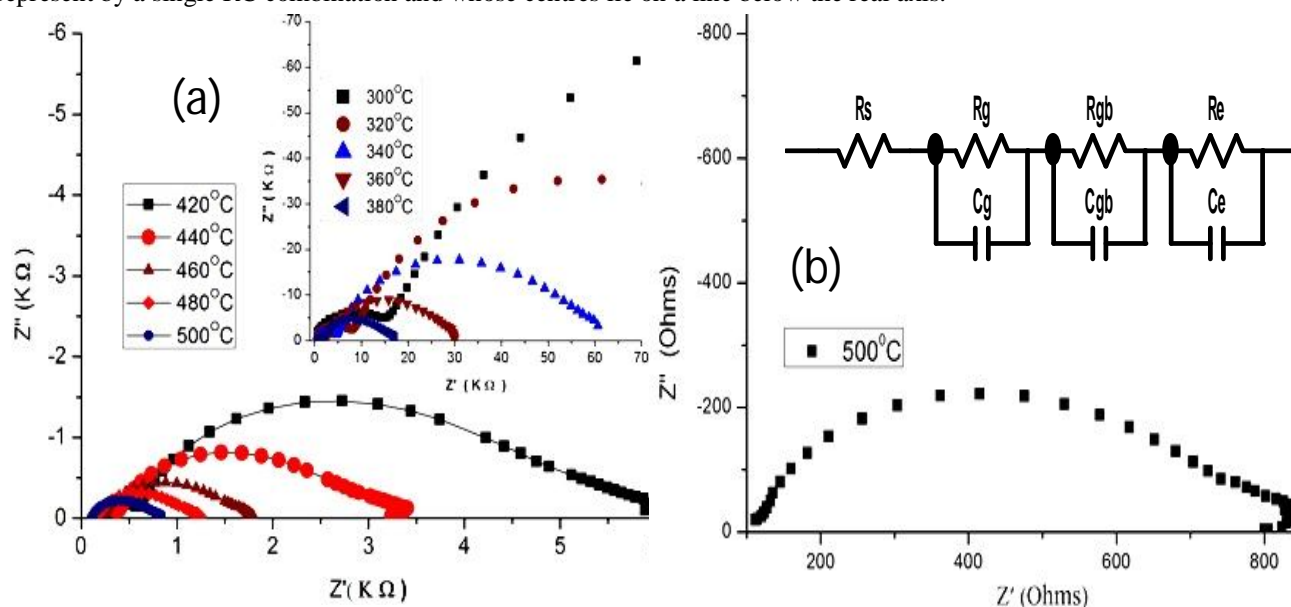 represent by a single RC combination and whose centres lie on a line below the real axis.
(a)
-6
-5
-4
-3
-2
-1
0
0
1
2
3
4
5
Z'' (K Ω)
Z' (K Ω)
420°C
440°C
460°C
480°C
500°C
-70
-60
-50
-40
-30
-20
-10
0
0
10
20
30
40
50
60
70
Z'' (K Ω)
Z' (K Ω)
300°C
320°C
340°C
360°C
380°C
(b)
-800
-600
-400
-200
0
200
400
600
800
Z'' (Ohms)
Z' (Ohms)
500°C
Rs
Rg
Rgb
Re
Cg
Cgb
Ce